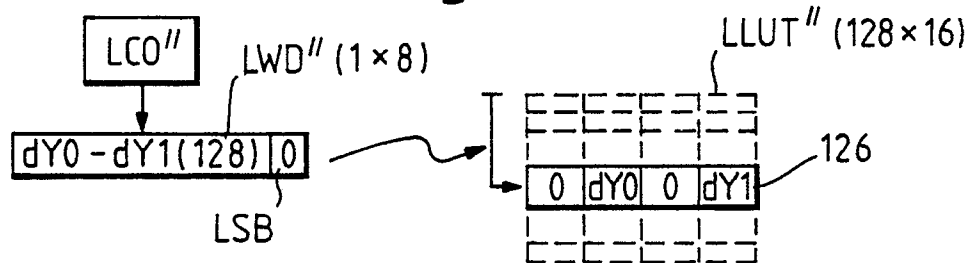 LCO" LWD" (1×8) LLUT" (128×16)
dY0-dY1(128) 0
LSB
0 dY0 0 dY1 126